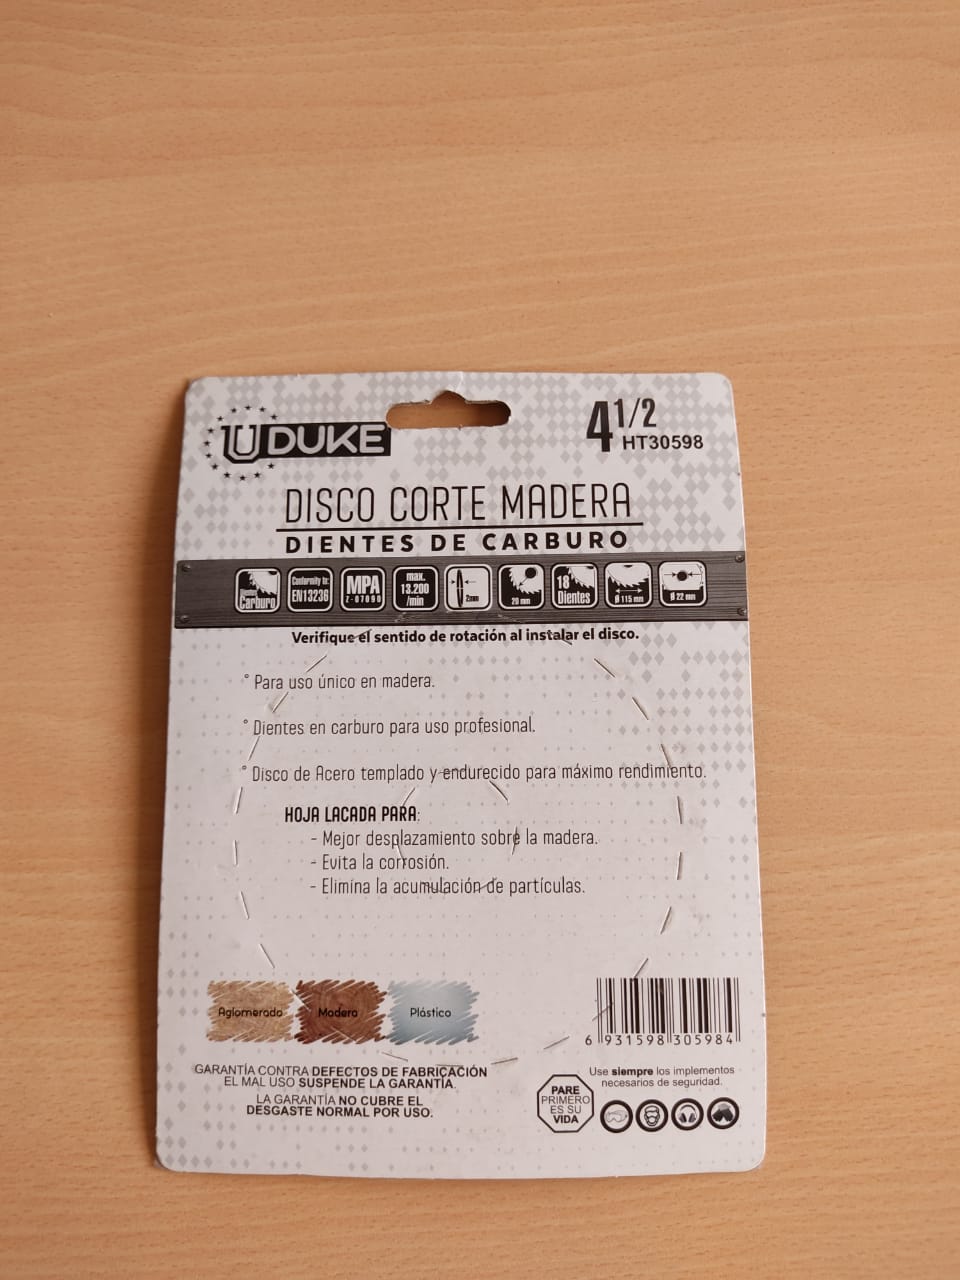 UDUKE
4 1/2
HT30598
DISCO CORTE MADERA
DIENTES DE CARBURO
Dientes Carburo
Conformity to: EN13236
MPA
max. 13.200 /min
2mm
20 mm
18 Dientes
Ø 115 mm
Ø 22 mm
Verifique el sentido de rotación al instalar el disco.
° Para uso único en madera.
° Dientes en carburo para uso profesional.
° Disco de Acero templado y endurecido para máximo rendimiento.
HOJA LACADA PARA:
- Mejor desplazamiento sobre la madera.
- Evita la corrosión.
- Elimina la acumulación de partículas.
Aglomerado
Madera
Plástico
6 931598 305984
GARANTÍA CONTRA DEFECTOS DE FABRICACIÓN
EL MAL USO SUSPENDE LA GARANTÍA.
LA GARANTÍA NO CUBRE EL
DESGASTE NORMAL POR USO.
PARE
PRIMERO
ES SU
VIDA
Use siempre los implementos
necesarios de seguridad.